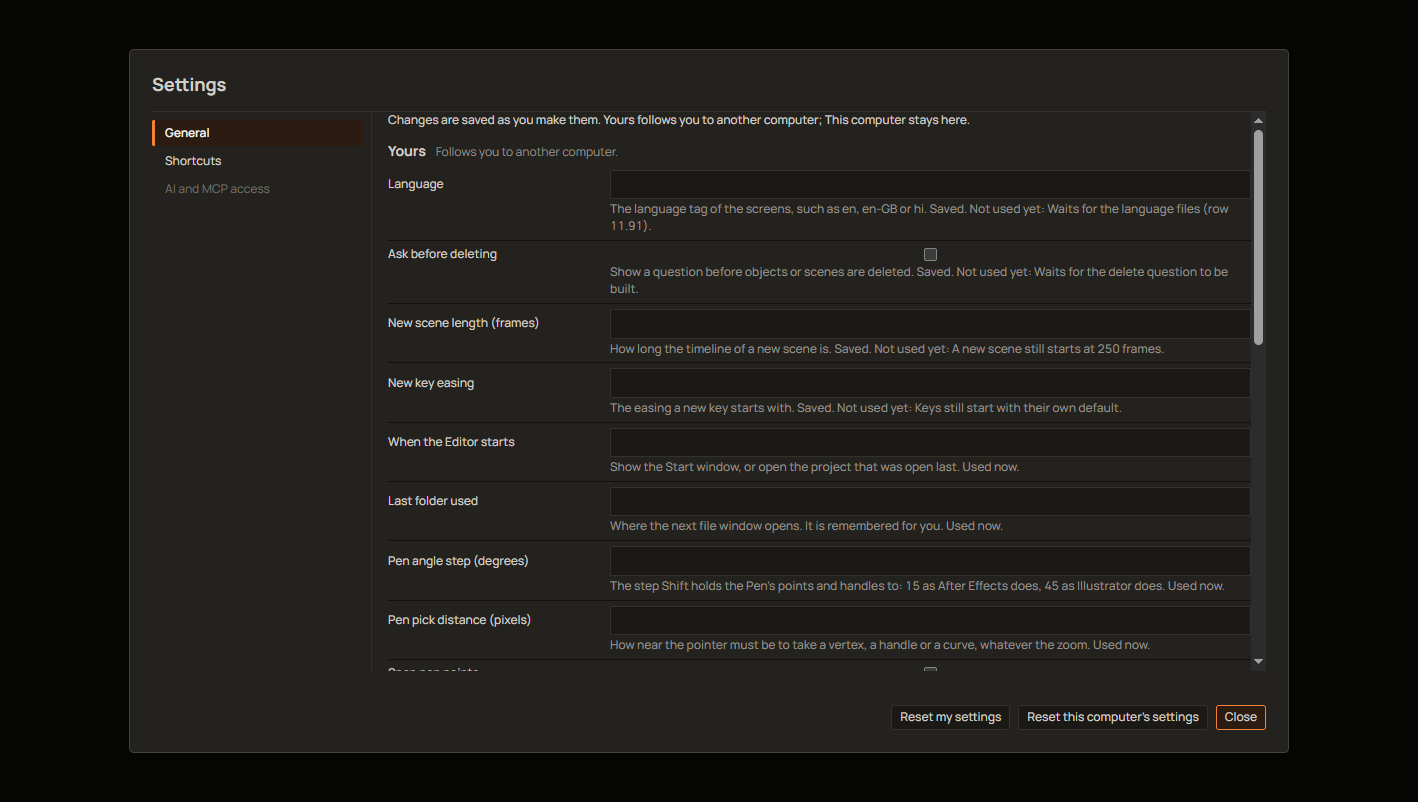 Settings
General
Shortcuts
AI and MCP access
Changes are saved as you make them. Yours follows you to another computer; This computer stays here.
Yours Follows you to another computer.
Language
The language tag of the screens, such as en, en-GB or hi. Saved. Not used yet: Waits for the language files (row
11.91).
Ask before deleting
Show a question before objects or scenes are deleted. Saved. Not used yet: Waits for the delete question to be
built.
New scene length (frames)
How long the timeline of a new scene is. Saved. Not used yet: A new scene still starts at 250 frames.
New key easing
The easing a new key starts with. Saved. Not used yet: Keys still start with their own default.
When the Editor starts
Show the Start window, or open the project that was open last. Used now.
Last folder used
Where the next file window opens. It is remembered for you. Used now.
Pen angle step (degrees)
The step Shift holds the Pen's points and handles to: 15 as After Effects does, 45 as Illustrator does. Used now.
Pen pick distance (pixels)
How near the pointer must be to take a vertex, a handle or a curve, whatever the zoom. Used now.
Reset my settings
Reset this computer's settings
Close